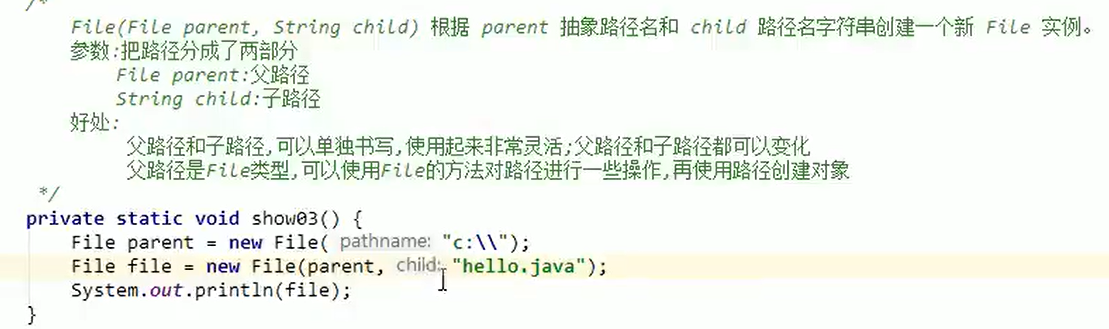 /*
File(File parent, String child) 根据 parent 抽象路径名和 child 路径名字符串创建一个新 File 实例。
参数:把路径分成了两部分
File parent:父路径
String child:子路径
好处:
父路径和子路径,可以单独书写,使用起来非常灵活;父路径和子路径都可以变化
父路径是File类型,可以使用File的方法对路径进行一些操作,再使用路径创建对象
*/
private static void show03() {
File parent = new File( pathname: "c:\\");
File file = new File(parent, child: "hello.java");
System.out.println(file);
}